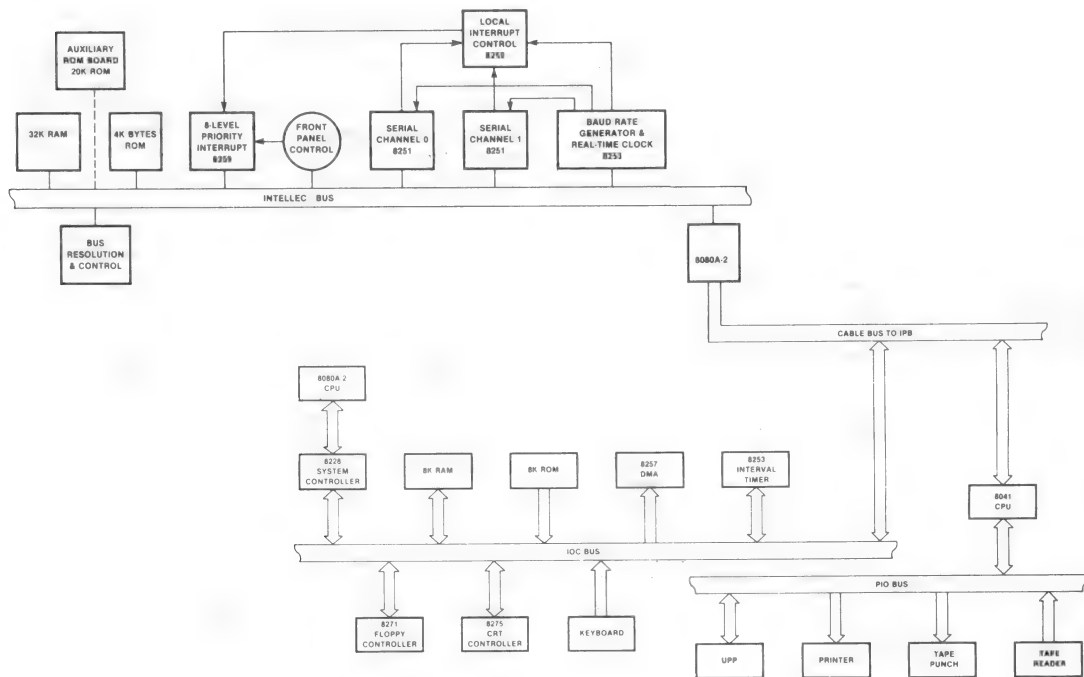 LOCAL
INTERRUPT
CONTROL
8259
AUXILIARY
ROM BOARD
20K ROM
32K RAM
4K BYTES
ROM
8-LEVEL
PRIORITY
INTERRUPT
8259
FRONT
PANEL
CONTROL
SERIAL
CHANNEL 0
8251
SERIAL
CHANNEL 1
8251
BAUD RATE
GENERATOR &
REAL-TIME CLOCK
8253
INTELLEC BUS
BUS
RESOLUTION
& CONTROL
8080A-2
CABLE BUS TO IPB
8080A-2
CPU
8228
SYSTEM
CONTROLLER
8K RAM
8K ROM
8257
DMA
8253
INTERVAL
TIMER
8041
CPU
IOC BUS
PIO BUS
8271
FLOPPY
CONTROLLER
8275
CRT
CONTROLLER
KEYBOARD
UPP
PRINTER
TAPE
PUNCH
TAPE
READER